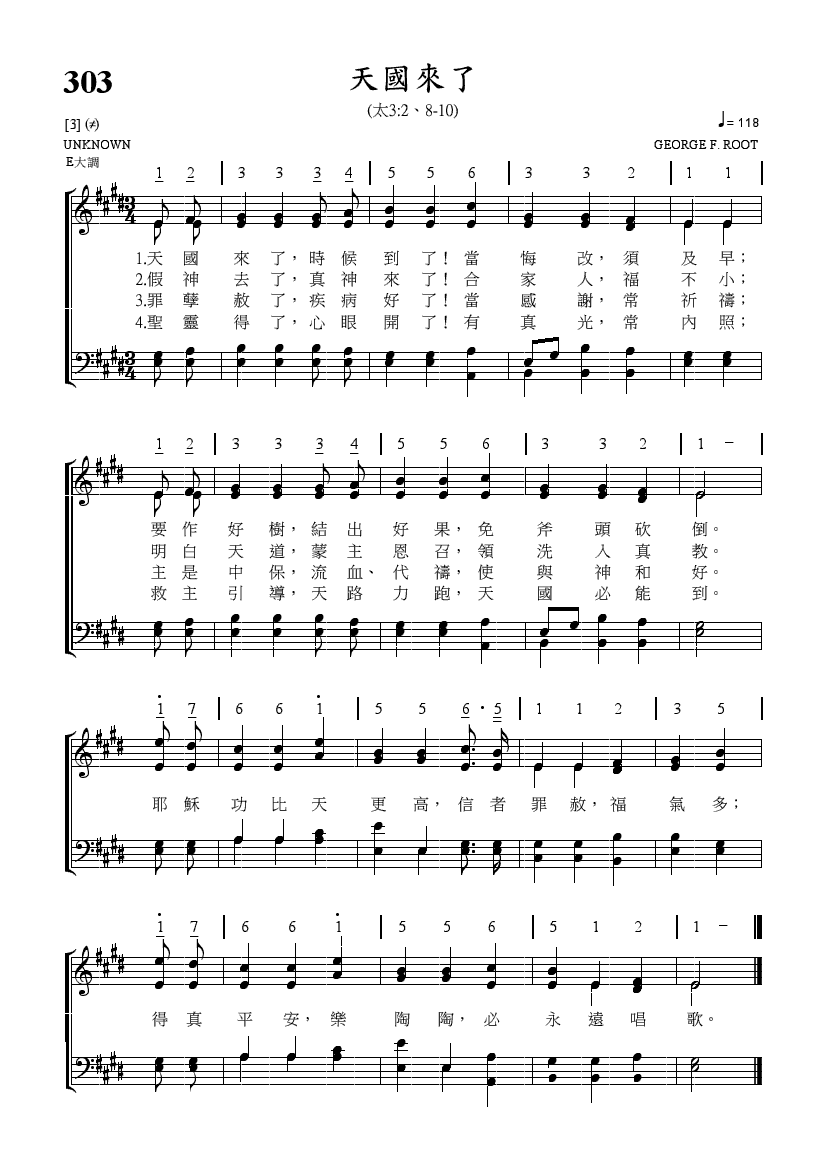 303
天國來了
(太3:2、8-10)
[3] (≠)
♩= 118
UNKNOWN
GEORGE F. ROOT
E大調
1 2 | 3 3 3 4 | 5 5 6 | 3 3 2 | 1 1 |
3/4
1.天國來了，時候到了！當悔改，須及早；
2.假神去了，真神來了！合家人，福不小；
3.罪孽赦了，疾病好了！當感謝，常祈禱；
4.聖靈得了，心眼開了！有真光，常內照；
3/4
1 2 | 3 3 3 4 | 5 5 6 | 3 3 2 | 1 － |
要作好樹，結出好果，免斧頭砍倒。
明白天道，蒙主恩召，領洗入真教。
主是中保，流血、代禱，使與神和好。
救主引導，天路力跑，天國必能到。
1̇ 7 | 6 6 1̇ | 5 5 6· 5 | 1 1 2 | 3 5 |
耶穌功比天更高，信者罪赦，福氣多；
1̇ 7 | 6 6 1̇ | 5 5 6 | 5 1 2 | 1 － |
得真平安，樂陶陶，必永遠唱歌。